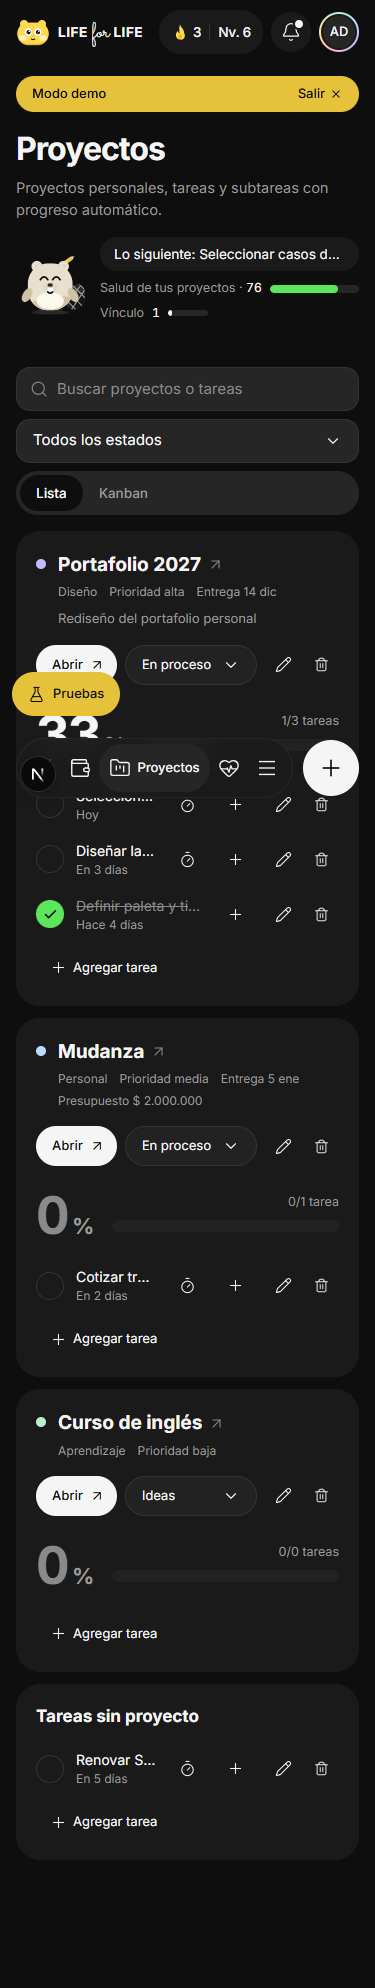 LIFE for LIFE
3 Nv. 6
AD
Modo demo
Salir ×
Proyectos
Proyectos personales, tareas y subtareas con
progreso automático.
Lo siguiente: Seleccionar casos d...
Salud de tus proyectos · 76
Vínculo 1
Buscar proyectos o tareas
Todos los estados
Lista
Kanban
Portafolio 2027
Diseño Prioridad alta Entrega 14 dic
Rediseño del portafolio personal
Abrir
En proceso
Pruebas
33
1/3 tareas
N
Proyectos
Hoy
Diseñar la...
En 3 días
Definir paleta y ti...
Hace 4 días
Agregar tarea
Mudanza
Personal Prioridad media Entrega 5 ene
Presupuesto $ 2.000.000
Abrir
En proceso
0%
0/1 tarea
Cotizar tr...
En 2 días
Agregar tarea
Curso de inglés
Aprendizaje Prioridad baja
Abrir
Ideas
0%
0/0 tareas
Agregar tarea
Tareas sin proyecto
Renovar S...
En 5 días
Agregar tarea